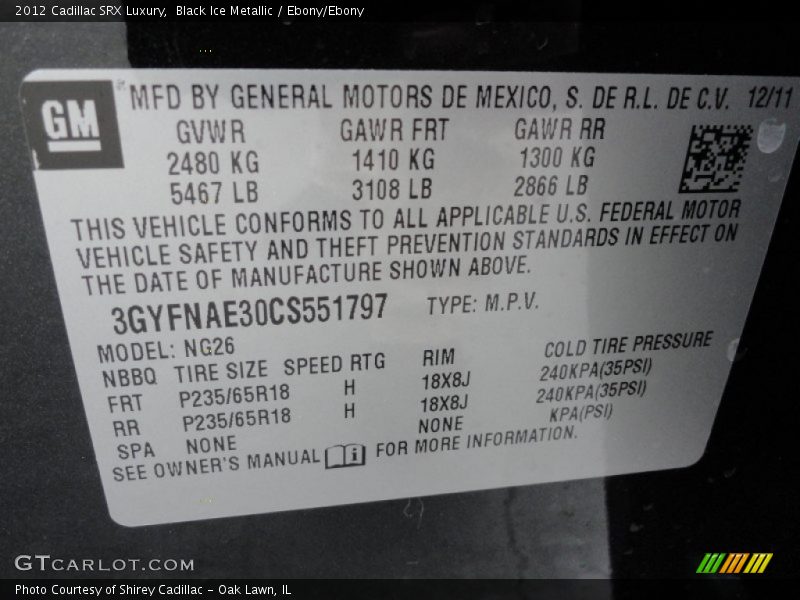 2012 Cadillac SRX Luxury,  Black Ice Metallic / Ebony/Ebony
GM
MFD BY GENERAL MOTORS DE MEXICO, S. DE R.L. DE C.V. 12/11
GVWR GAWR FRT GAWR RR
2480 KG 1410 KG 1300 KG
5467 LB 3108 LB 2866 LB
THIS VEHICLE CONFORMS TO ALL APPLICABLE U.S. FEDERAL MOTOR
VEHICLE SAFETY AND THEFT PREVENTION STANDARDS IN EFFECT ON
THE DATE OF MANUFACTURE SHOWN ABOVE.
3GYFNAE30CS551797 TYPE: M.P.V.
MODEL: NG26
NBBQ TIRE SIZE SPEED RTG RIM COLD TIRE PRESSURE
FRT P235/65R18 H 18X8J 240KPA(35PSI)
RR P235/65R18 H 18X8J 240KPA(35PSI)
SPA NONE NONE KPA(PSI)
SEE OWNER'S MANUAL i FOR MORE INFORMATION.
GTCARLOT.COM
Photo Courtesy of Shirey Cadillac - Oak Lawn, IL